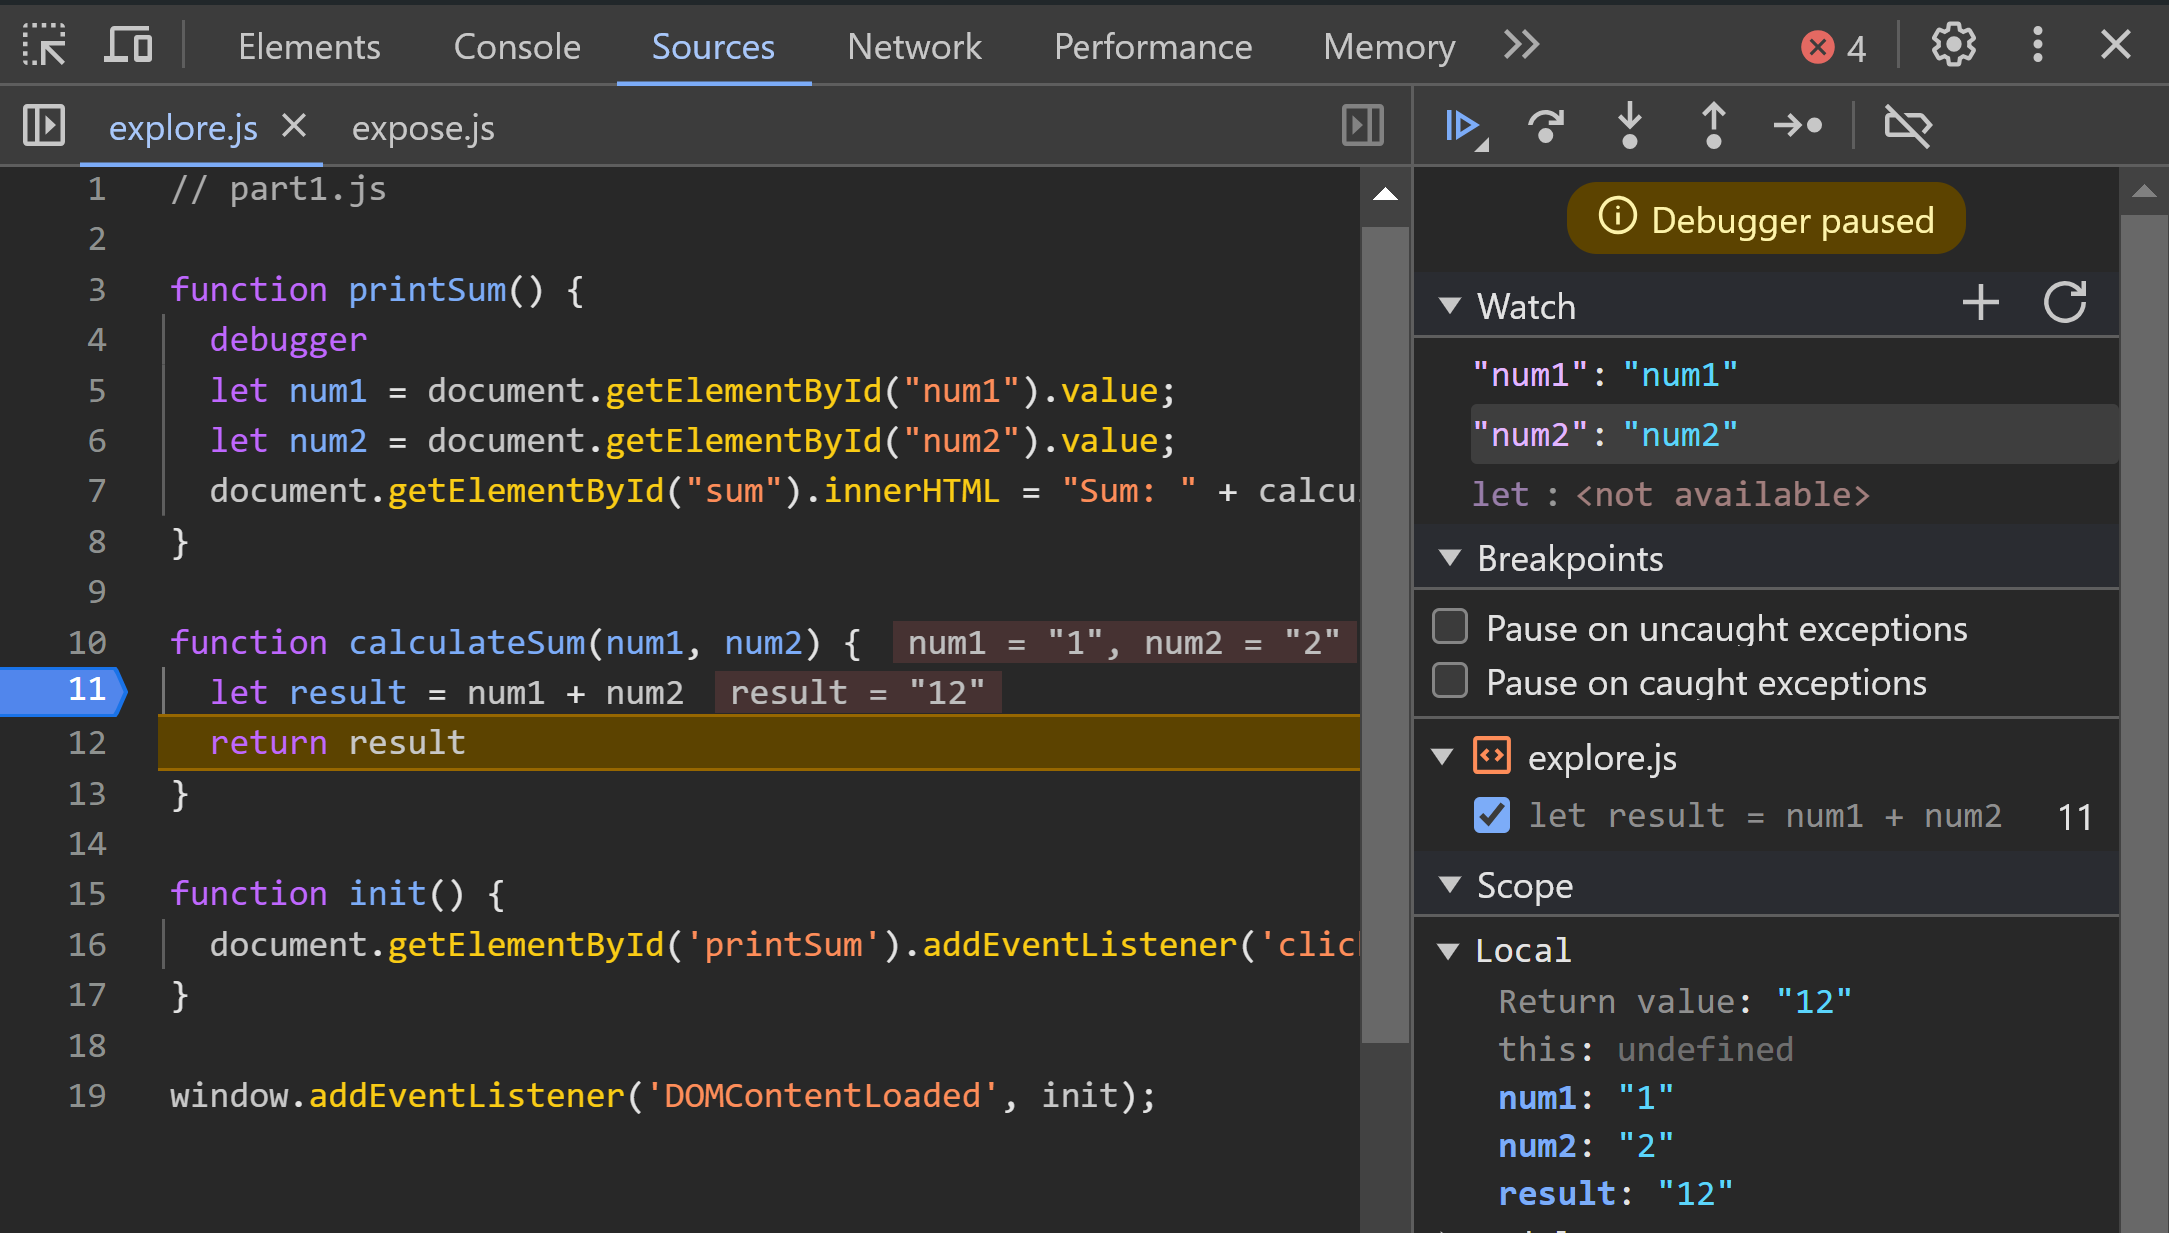 Elements Console Sources Network Performance Memory 4
explore.js expose.js
1 // part1.js
2
3 function printSum() {
4 debugger
5 let num1 = document.getElementById("num1").value;
6 let num2 = document.getElementById("num2").value;
7 document.getElementById("sum").innerHTML = "Sum: " + calcu
8 }
9
10 function calculateSum(num1, num2) { num1 = "1", num2 = "2"
11 let result = num1 + num2 result = "12"
12 return result
13 }
14
15 function init() {
16 document.getElementById('printSum').addEventListener('clic
17 }
18
19 window.addEventListener('DOMContentLoaded', init);
Debugger paused
Watch
"num1": "num1"
"num2": "num2"
let : <not available>
Breakpoints
Pause on uncaught exceptions
Pause on caught exceptions
explore.js
let result = num1 + num2 11
Scope
Local
Return value: "12"
this: undefined
num1: "1"
num2: "2"
result: "12"